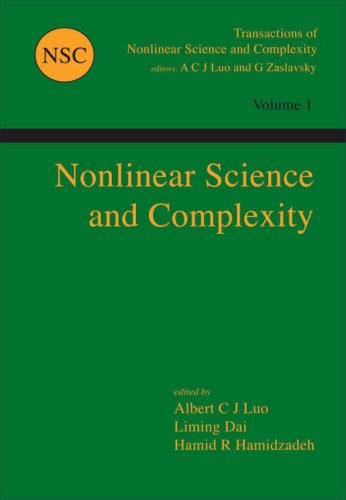 NSC
Transactions of
Nonlinear Science and Complexity
editors: A C J Luo and G Zaslavsky
Volume 1
Nonlinear Science
and Complexity
edited by
Albert C J Luo
Liming Dai
Hamid R Hamidzadeh